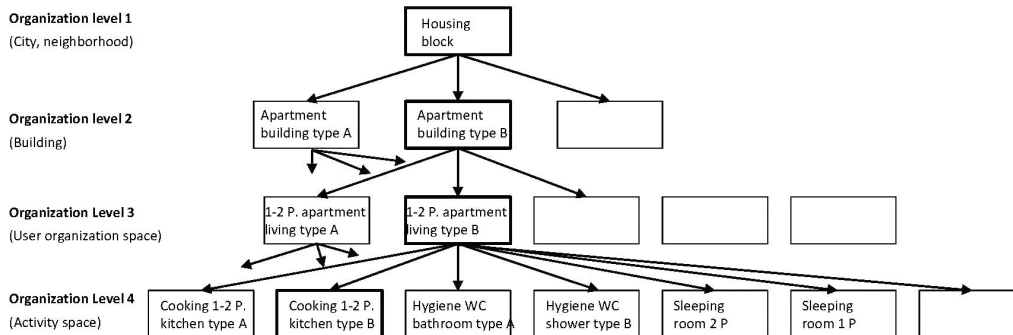 Organization level 1
(City, neighborhood)
Housing
block
Organization level 2
(Building)
Apartment
building type A
Apartment
building type B
Organization Level 3
(User organization space)
1-2 P. apartment
living type A
1-2 P. apartment
living type B
Organization Level 4
(Activity space)
Cooking 1-2 P.
kitchen type A
Cooking 1-2 P.
kitchen type B
Hygiene WC
bathroom type A
Hygiene WC
shower type B
Sleeping
room 2 P
Sleeping
room 1 P